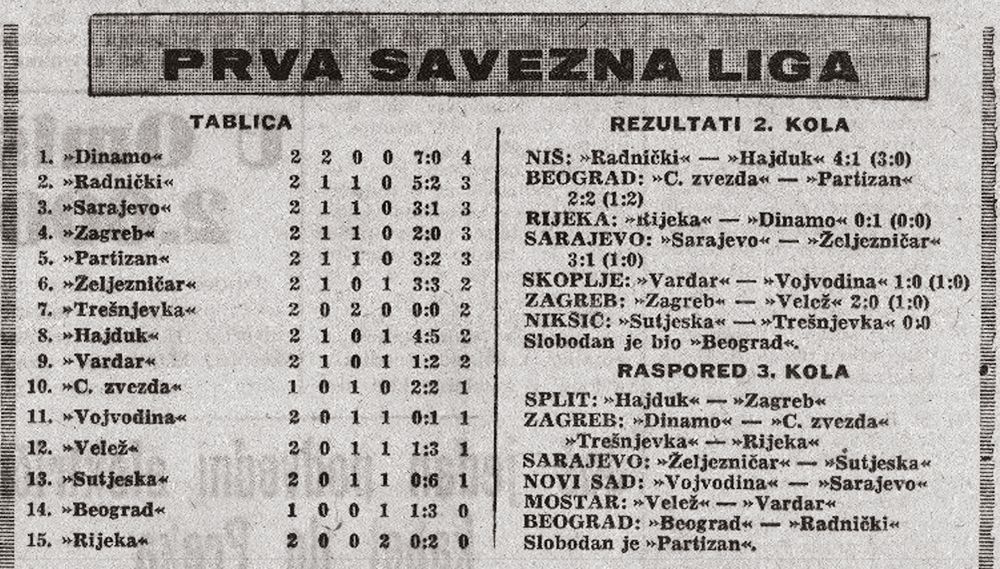 PRVA SAVEZNA LIGA
TABLICA
1. »Dinamo« 2 2 0 0 7:0 4
2. »Radnički« 2 1 1 0 5:2 3
3. »Sarajevo« 2 1 1 0 3:1 3
4. »Zagreb« 2 1 1 0 2:0 3
5. »Partizan« 2 1 1 0 3:2 3
6. »Željezničar« 2 1 0 1 3:3 2
7. »Trešnjevka« 2 0 2 0 0:0 2
8. »Hajduk« 2 1 0 1 4:5 2
9. »Vardar« 2 1 0 1 1:2 2
10. »C. zvezda« 1 0 1 0 2:2 1
11. »Vojvodina« 2 0 1 1 0:1 1
12. »Velež« 2 0 1 1 1:3 1
13. »Sutjeska« 2 0 1 1 0:6 1
14. »Beograd« 1 0 0 1 1:3 0
15. »Rijeka« 2 0 0 2 0:2 0
REZULTATI 2. KOLA
NIŠ: »Radnički« — »Hajduk« 4:1 (3:0)
BEOGRAD: »C. zvezda« — »Partizan«
2:2 (1:2)
RIJEKA: »Rijeka« — »Dinamo« 0:1 (0:0)
SARAJEVO: »Sarajevo« — »Željezničar«
3:1 (1:0)
SKOPLJE: »Vardar« — »Vojvodina« 1:0 (1:0)
ZAGREB: »Zagreb« — »Velež« 2:0 (1:0)
NIKŠIĆ: »Sutjeska« — »Trešnjevka« 0:0
Slobodan je bio »Beograd«.
RASPORED 3. KOLA
SPLIT: »Hajduk« — »Zagreb«
ZAGREB: »Dinamo« — »C. zvezda«
»Trešnjevka« — »Rijeka«
SARAJEVO: »Željezničar« — »Sutjeska«
NOVI SAD: »Vojvodina« — »Sarajevo«
MOSTAR: »Velež« — »Vardar«
BEOGRAD: »Beograd« — »Radnički«
Slobodan je »Partizan«.